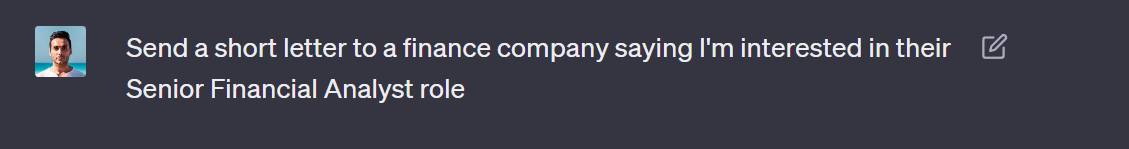 Send a short letter to a finance company saying I'm interested in their
Senior Financial Analyst role